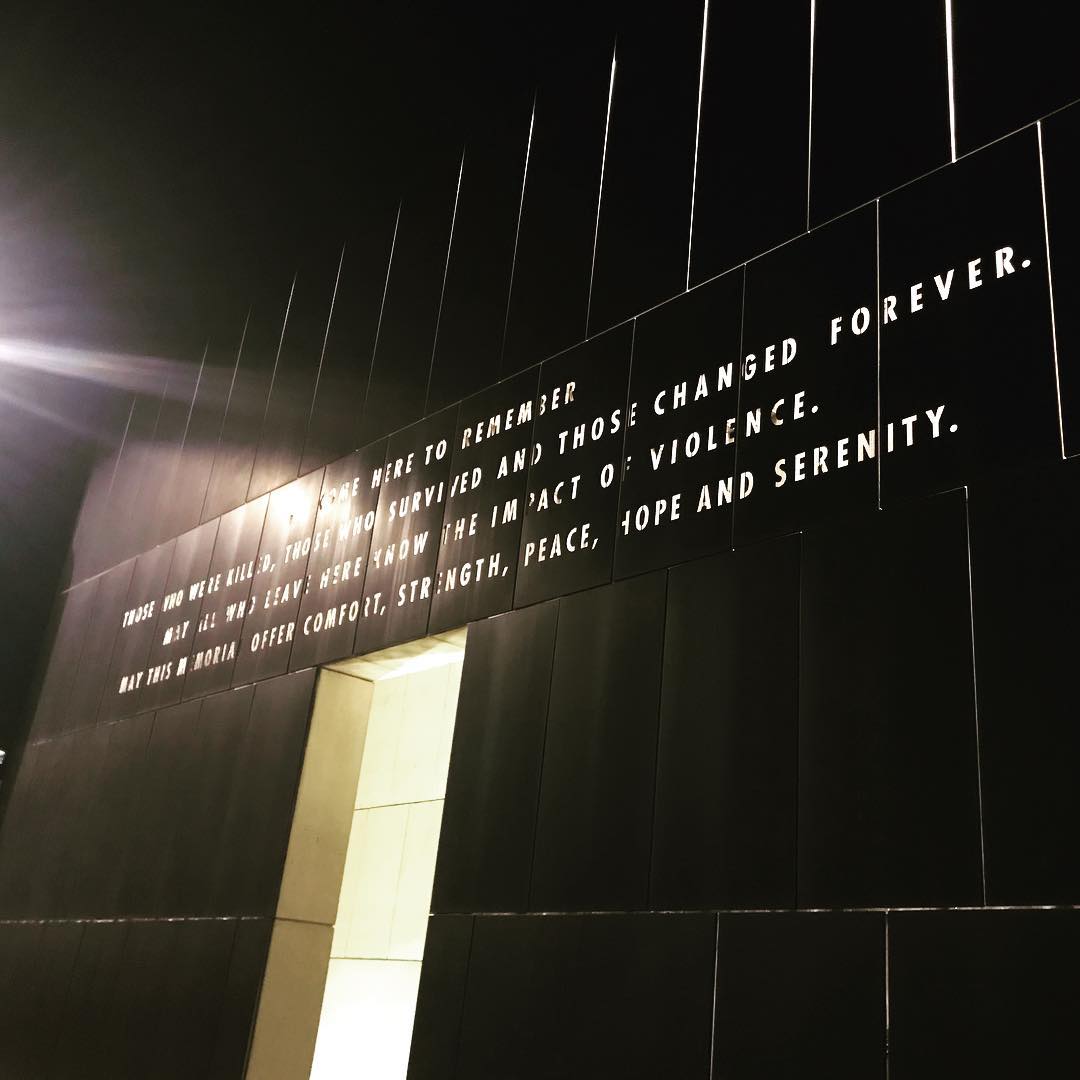 COME HERE TO REMEMBER
THOSE WHO WERE KILLED, THOSE WHO SURVIVED AND THOSE CHANGED FOREVER.
MAY ALL WHO LEAVE HERE KNOW THE IMPACT OF VIOLENCE.
MAY THIS MEMORIAL OFFER COMFORT, STRENGTH, PEACE, HOPE AND SERENITY.